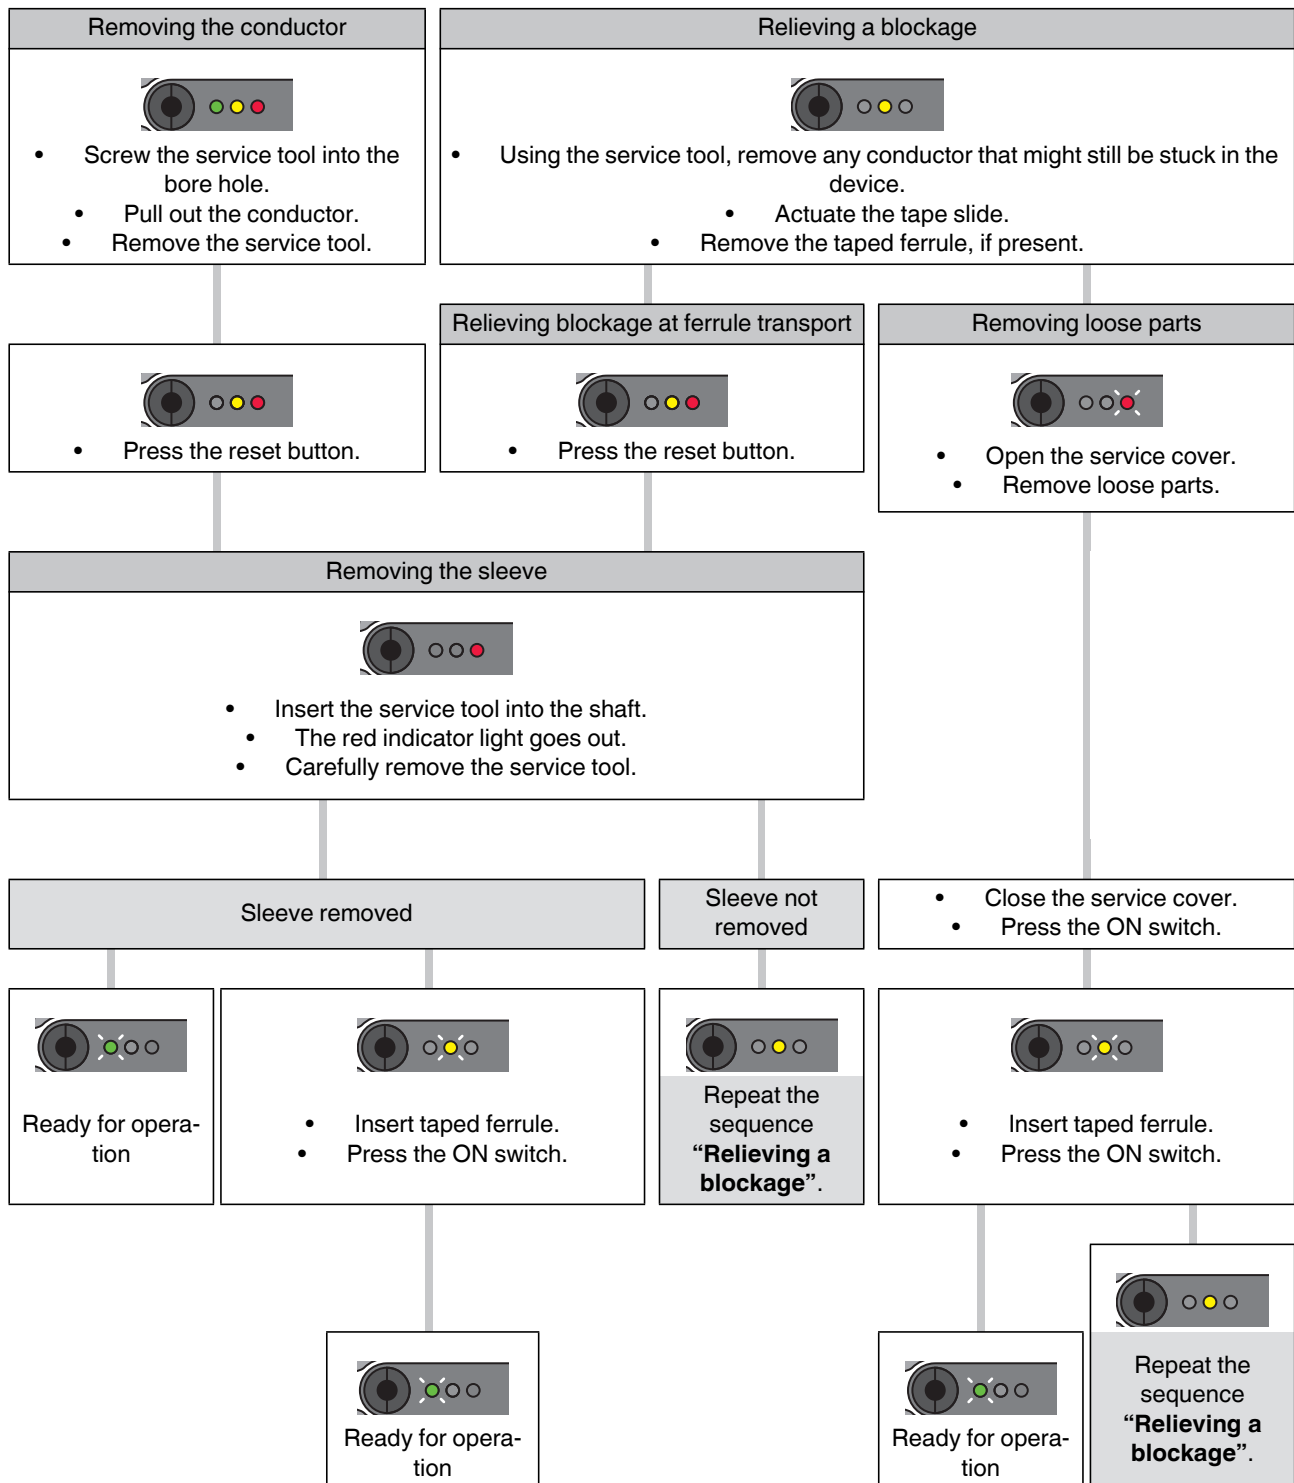 Removing the conductor
• Screw the service tool into the
bore hole.
• Pull out the conductor.
• Remove the service tool.
Relieving a blockage
• Using the service tool, remove any conductor that might still be stuck in the
device.
• Actuate the tape slide.
• Remove the taped ferrule, if present.
• Press the reset button.
Relieving blockage at ferrule transport
• Press the reset button.
Removing loose parts
• Open the service cover.
• Remove loose parts.
Removing the sleeve
• Insert the service tool into the shaft.
• The red indicator light goes out.
• Carefully remove the service tool.
Sleeve removed
Sleeve not
removed
• Close the service cover.
• Press the ON switch.
Ready for opera-
tion
• Insert taped ferrule.
• Press the ON switch.
Repeat the
sequence
“Relieving a
blockage”.
• Insert taped ferrule.
• Press the ON switch.
Ready for opera-
tion
Ready for opera-
tion
Repeat the
sequence
“Relieving a
blockage”.